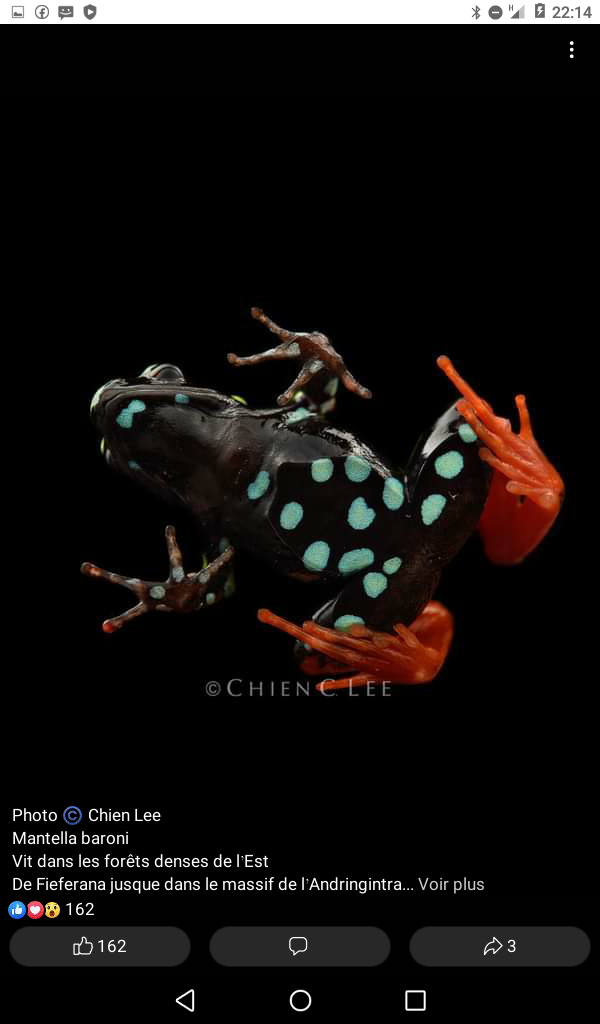 H
22:14
© CHIEN C. LEE
Photo © Chien Lee
Mantella baroni
Vit dans les forêts denses de l'Est
De Fieferana jusque dans le massif de l'Andringintra... Voir plus
162
162
3